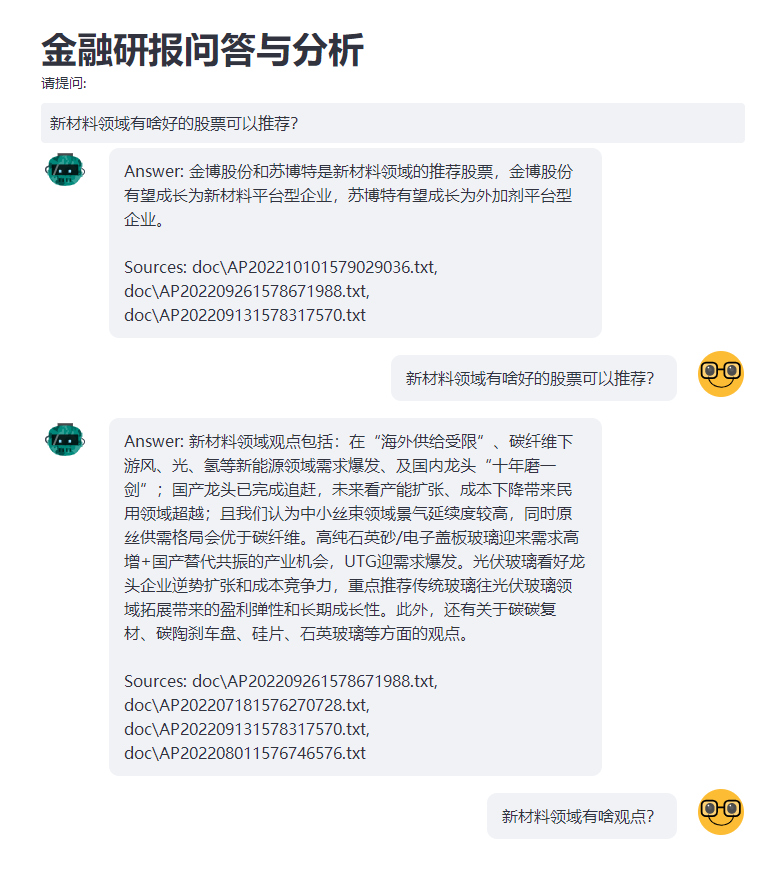 金融研报问答与分析
请提问:
新材料领域有啥好的股票可以推荐?
Answer: 金博股份和苏博特是新材料领域的推荐股票，金博股份
有望成长为新材料平台型企业，苏博特有望成长为外加剂平台型
企业。
Sources: doc\AP202210101579029036.txt,
doc\AP202209261578671988.txt,
doc\AP202209131578317570.txt
新材料领域有啥好的股票可以推荐?
Answer: 新材料领域观点包括：在“海外供给受限”、碳纤维下
游风、光、氢等新能源领域需求爆发、及国内龙头“十年磨一
剑”；国产龙头已完成追赶，未来看产能扩张、成本下降带来民
用领域超越；且我们认为中小丝束领域景气延续度较高，同时原
丝供需格局会优于碳纤维。高纯石英砂/电子盖板玻璃迎来需求高
增+国产替代共振的产业机会，UTG迎需求爆发。光伏玻璃看好龙
头企业逆势扩张和成本竞争力，重点推荐传统玻璃往光伏玻璃领
域拓展带来的盈利弹性和长期成长性。此外，还有关于碳碳复
材、碳陶刹车盘、硅片、石英玻璃等方面的观点。
Sources: doc\AP202209261578671988.txt,
doc\AP202207181576270728.txt,
doc\AP202209131578317570.txt,
doc\AP202208011576746576.txt
新材料领域有啥观点?